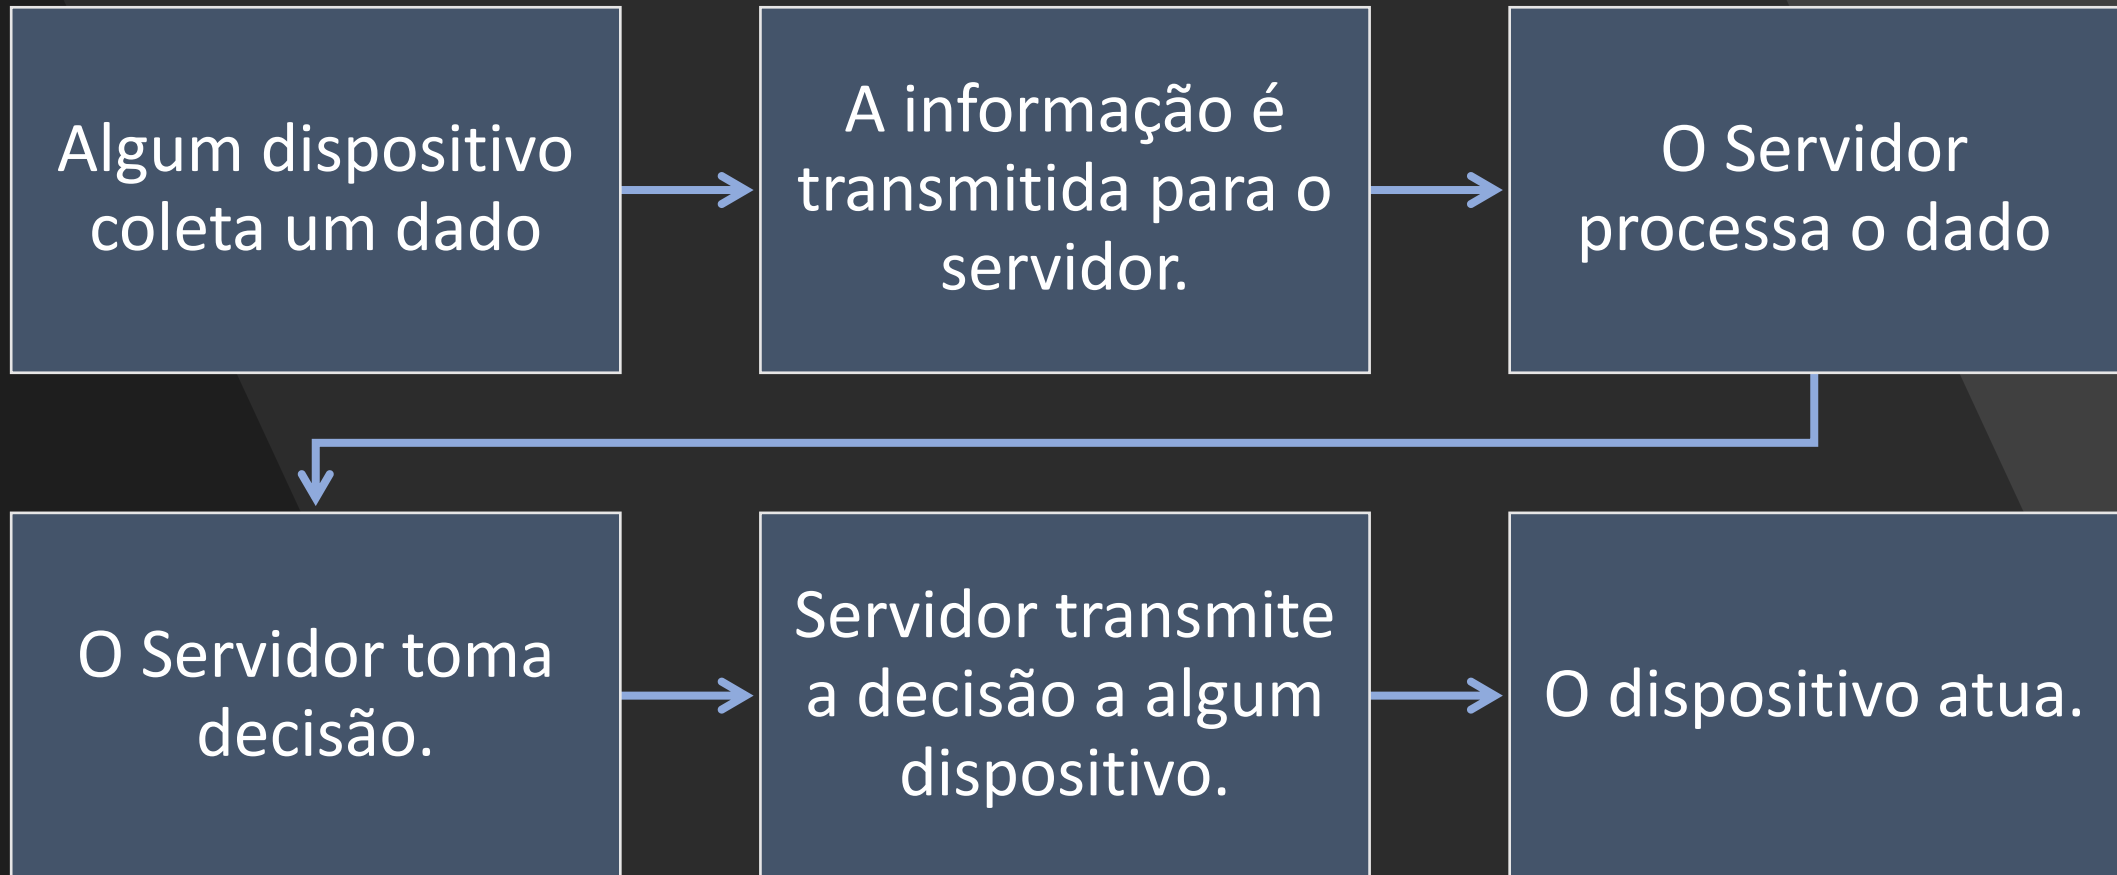 Algum dispositivo
coleta um dado
A informação é
transmitida para o
servidor.
O Servidor
processa o dado
O Servidor toma
decisão.
Servidor transmite
a decisão a algum
dispositivo.
O dispositivo atua.